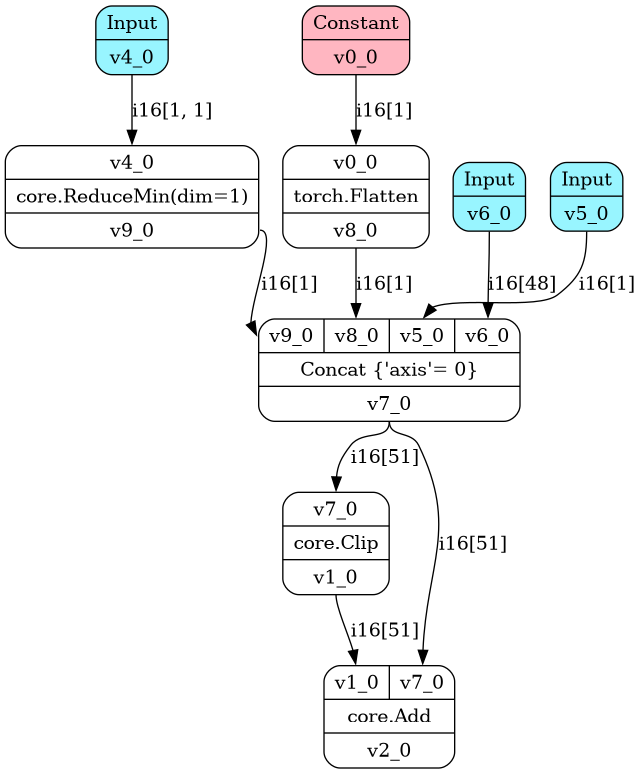 Input
v4_0
Constant
v0_0
i16[1, 1]
i16[1]
v4_0
core.ReduceMin(dim=1)
v9_0
v0_0
torch.Flatten
v8_0
Input
v6_0
Input
v5_0
i16[1]
i16[1]
i16[48]
i16[1]
v9_0 v8_0 v5_0 v6_0
Concat {'axis'= 0}
v7_0
i16[51]
v7_0
core.Clip
v1_0
i16[51]
i16[51]
v1_0 v7_0
core.Add
v2_0